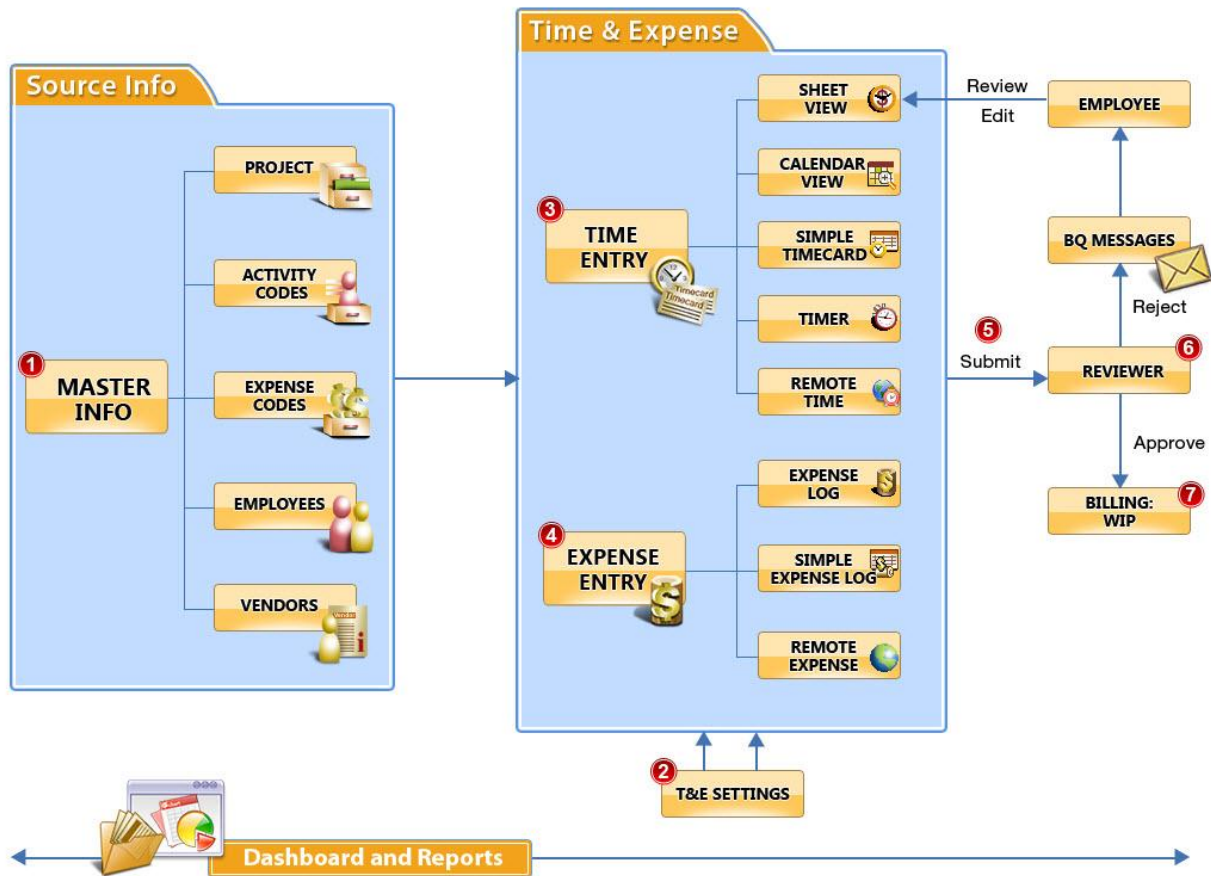 Source Info
1
MASTER
INFO
PROJECT
ACTIVITY
CODES
EXPENSE
CODES
EMPLOYEES
VENDORS
Time & Expense
3
TIME
ENTRY
Timecard
Timecard
SHEET
VIEW
CALENDAR
VIEW
SIMPLE
TIMECARD
TIMER
REMOTE
TIME
4
EXPENSE
ENTRY
EXPENSE
LOG
SIMPLE
EXPENSE LOG
REMOTE
EXPENSE
2
T&E SETTINGS
5
Submit
Review
Edit
EMPLOYEE
BQ MESSAGES
Reject
6
REVIEWER
Approve
7
BILLING:
WIP
Dashboard and Reports